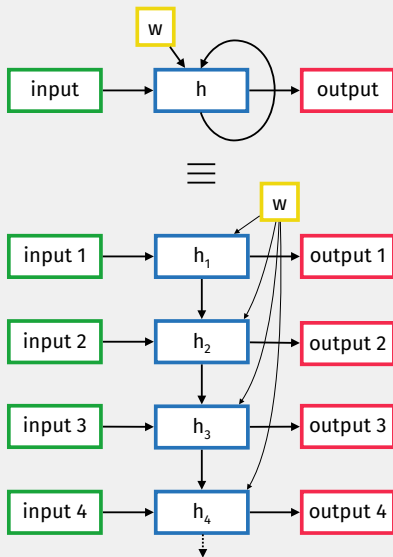 w
input h output
≡
w
input 1 h₁ output 1
input 2 h₂ output 2
input 3 h₃ output 3
input 4 h₄ output 4